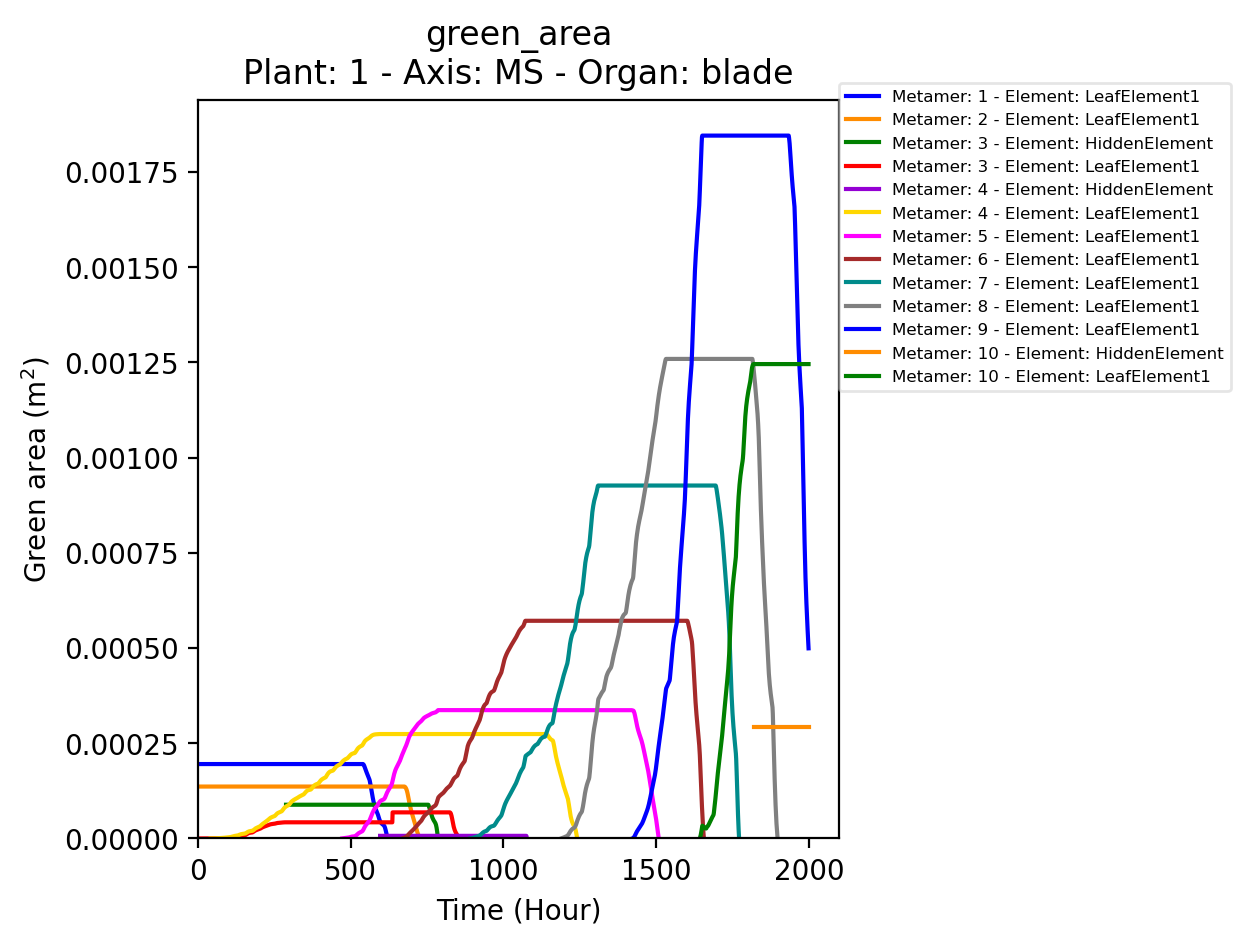 green_area
Plant: 1 - Axis: MS - Organ: blade
Metamer: 1 - Element: LeafElement1
Metamer: 2 - Element: LeafElement1
Metamer: 3 - Element: HiddenElement
Metamer: 3 - Element: LeafElement1
Metamer: 4 - Element: HiddenElement
Metamer: 4 - Element: LeafElement1
Metamer: 5 - Element: LeafElement1
Metamer: 6 - Element: LeafElement1
Metamer: 7 - Element: LeafElement1
Metamer: 8 - Element: LeafElement1
Metamer: 9 - Element: LeafElement1
Metamer: 10 - Element: HiddenElement
Metamer: 10 - Element: LeafElement1
Green area (m²)
0.00175
0.00150
0.00125
0.00100
0.00075
0.00050
0.00025
0.00000
0 500 1000 1500 2000
Time (Hour)